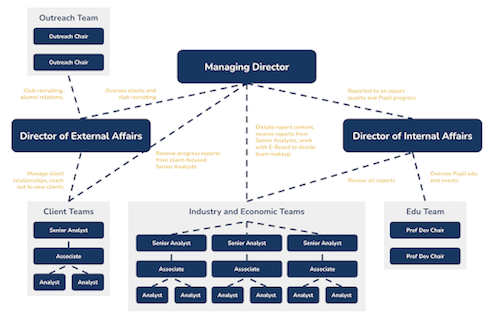 Outreach Team
Outreach Chair
Outreach Chair
Managing Director
Club recruiting,
alumni relations
Oversee clients and
club recruiting
Reported to on report
quality and Pupil progress
Director of External Affairs
Dictate report content,
receive reports from
Senior Analysts, work
with E-Board to decide
team makeup
Director of Internal Affairs
Receive progress reports
from client-focused
Senior Analysts
Manage client
relationships, reach
out to new clients
Review all reports
Oversee Pupil edu
and events
Client Teams
Senior Analyst
Associate
Analyst Analyst
Industry and Economic Teams
Senior Analyst Senior Analyst Senior Analyst
Associate Associate Associate
Analyst Analyst Analyst Analyst Analyst Analyst
Edu Team
Prof Dev Chair
Prof Dev Chair